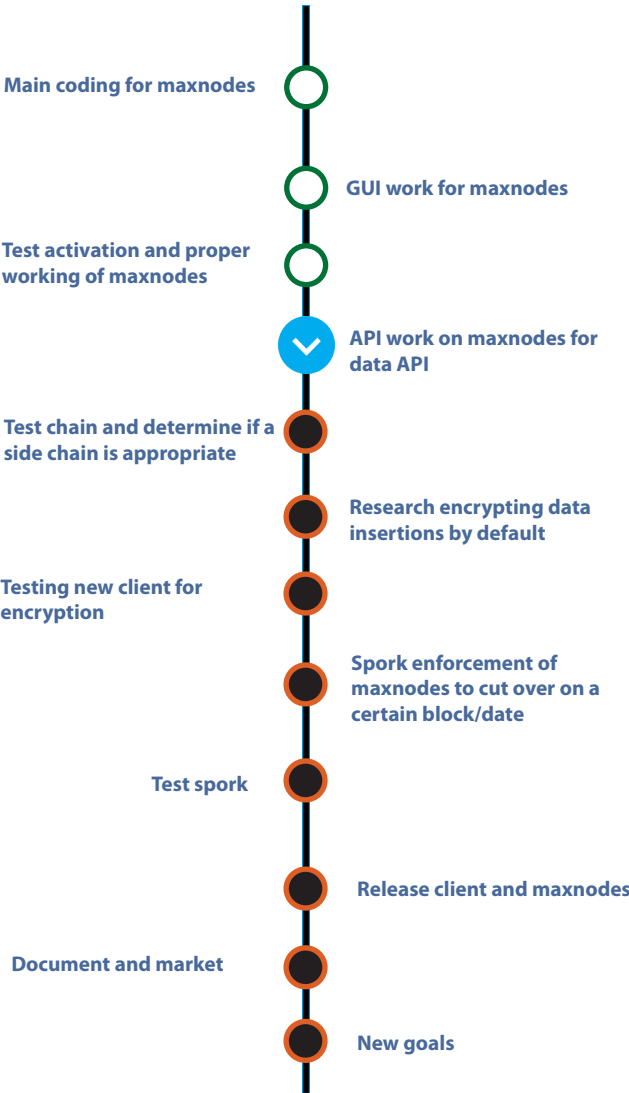 Main coding for maxnodes
GUI work for maxnodes
Test activation and proper
working of maxnodes
API work on maxnodes for
data API
Test chain and determine if a
side chain is appropriate
Research encrypting data
insertions by default
Testing new client for
encryption
Spork enforcement of
maxnodes to cut over on a
certain block/date
Test spork
Release client and maxnodes
Document and market
New goals